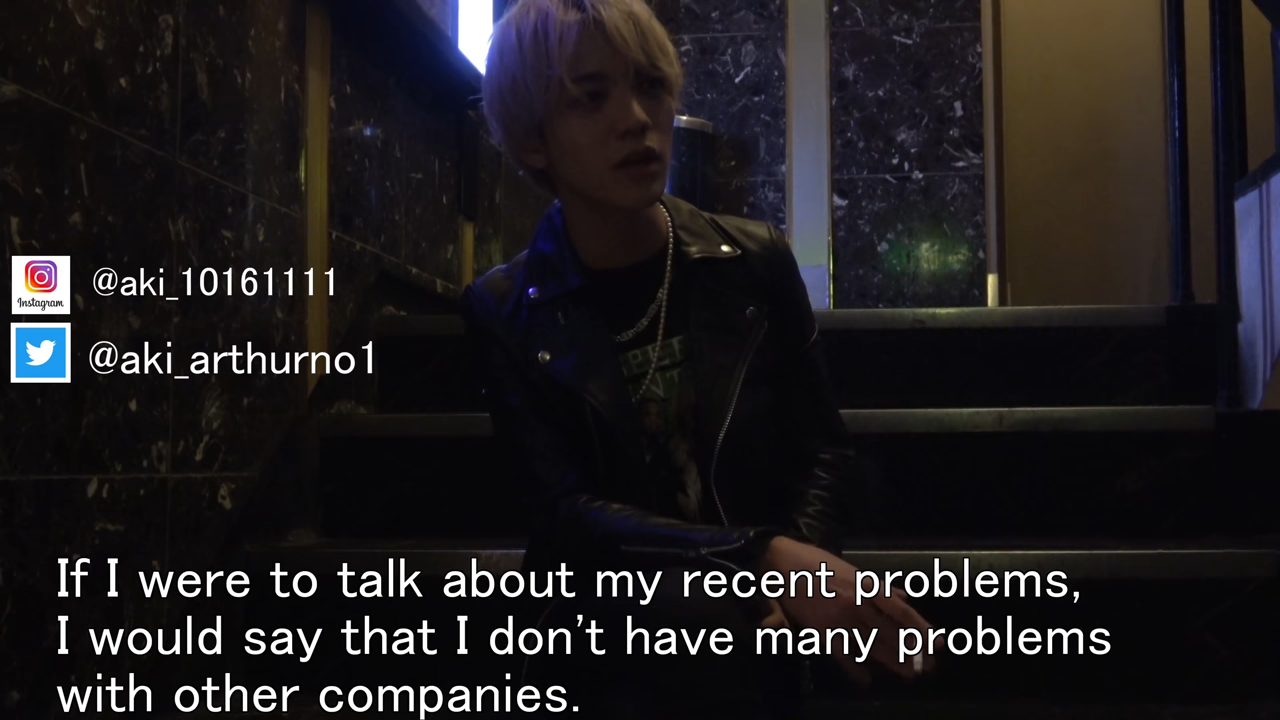 Instagram
@aki_10161111
@aki_arthurno1
If I were to talk about my recent problems,
I would say that I don't have many problems
with other companies.